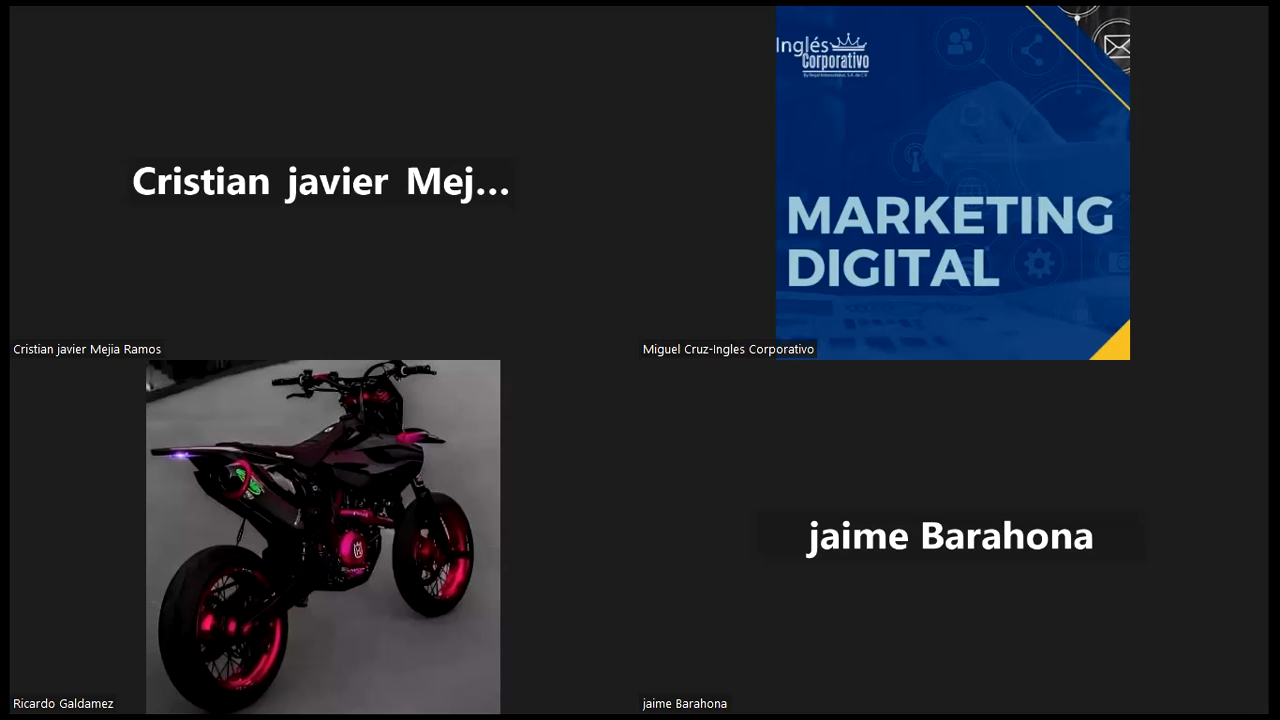 Cristian javier Mej...
Cristian javier Mejia Ramos
Inglés
Corporativo
MARKETING
DIGITAL
Miguel Cruz-Ingles Corporativo
Ricardo Galdamez
jaime Barahona
jaime Barahona